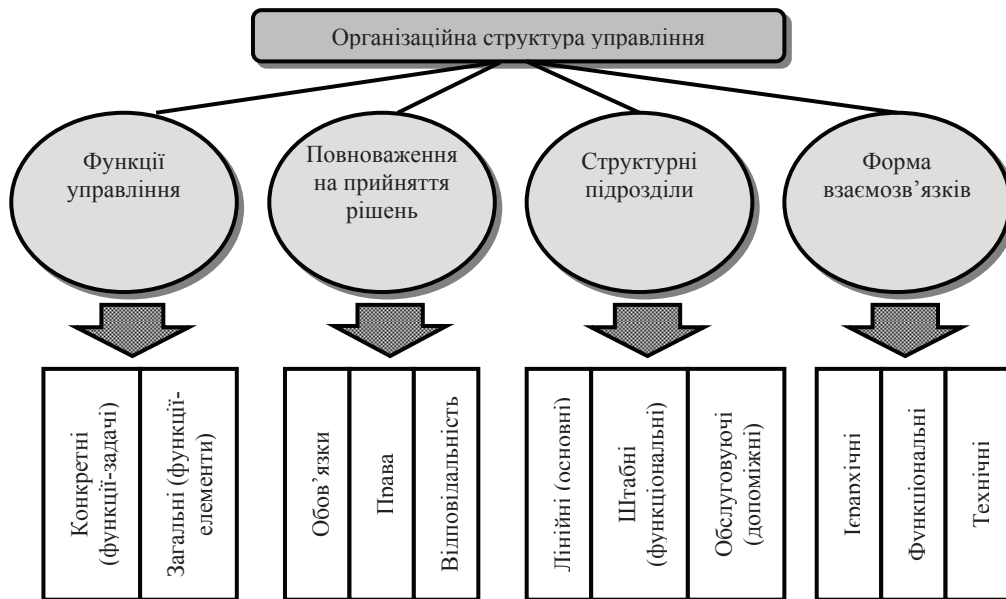 Організаційна структура управління
Функції
управління
Повноваження
на прийняття
рішень
Структурні
підрозділи
Форма
взаємозв’язків
Конкретні
(функції-задачі)
Загальні (функції-
елементи)
Обов’язки
Права
Відповідальність
Лінійні (основні)
Штабні
(функціональні)
Обслуговуючі
(допоміжні)
Ієрархічні
Функціональні
Технічні